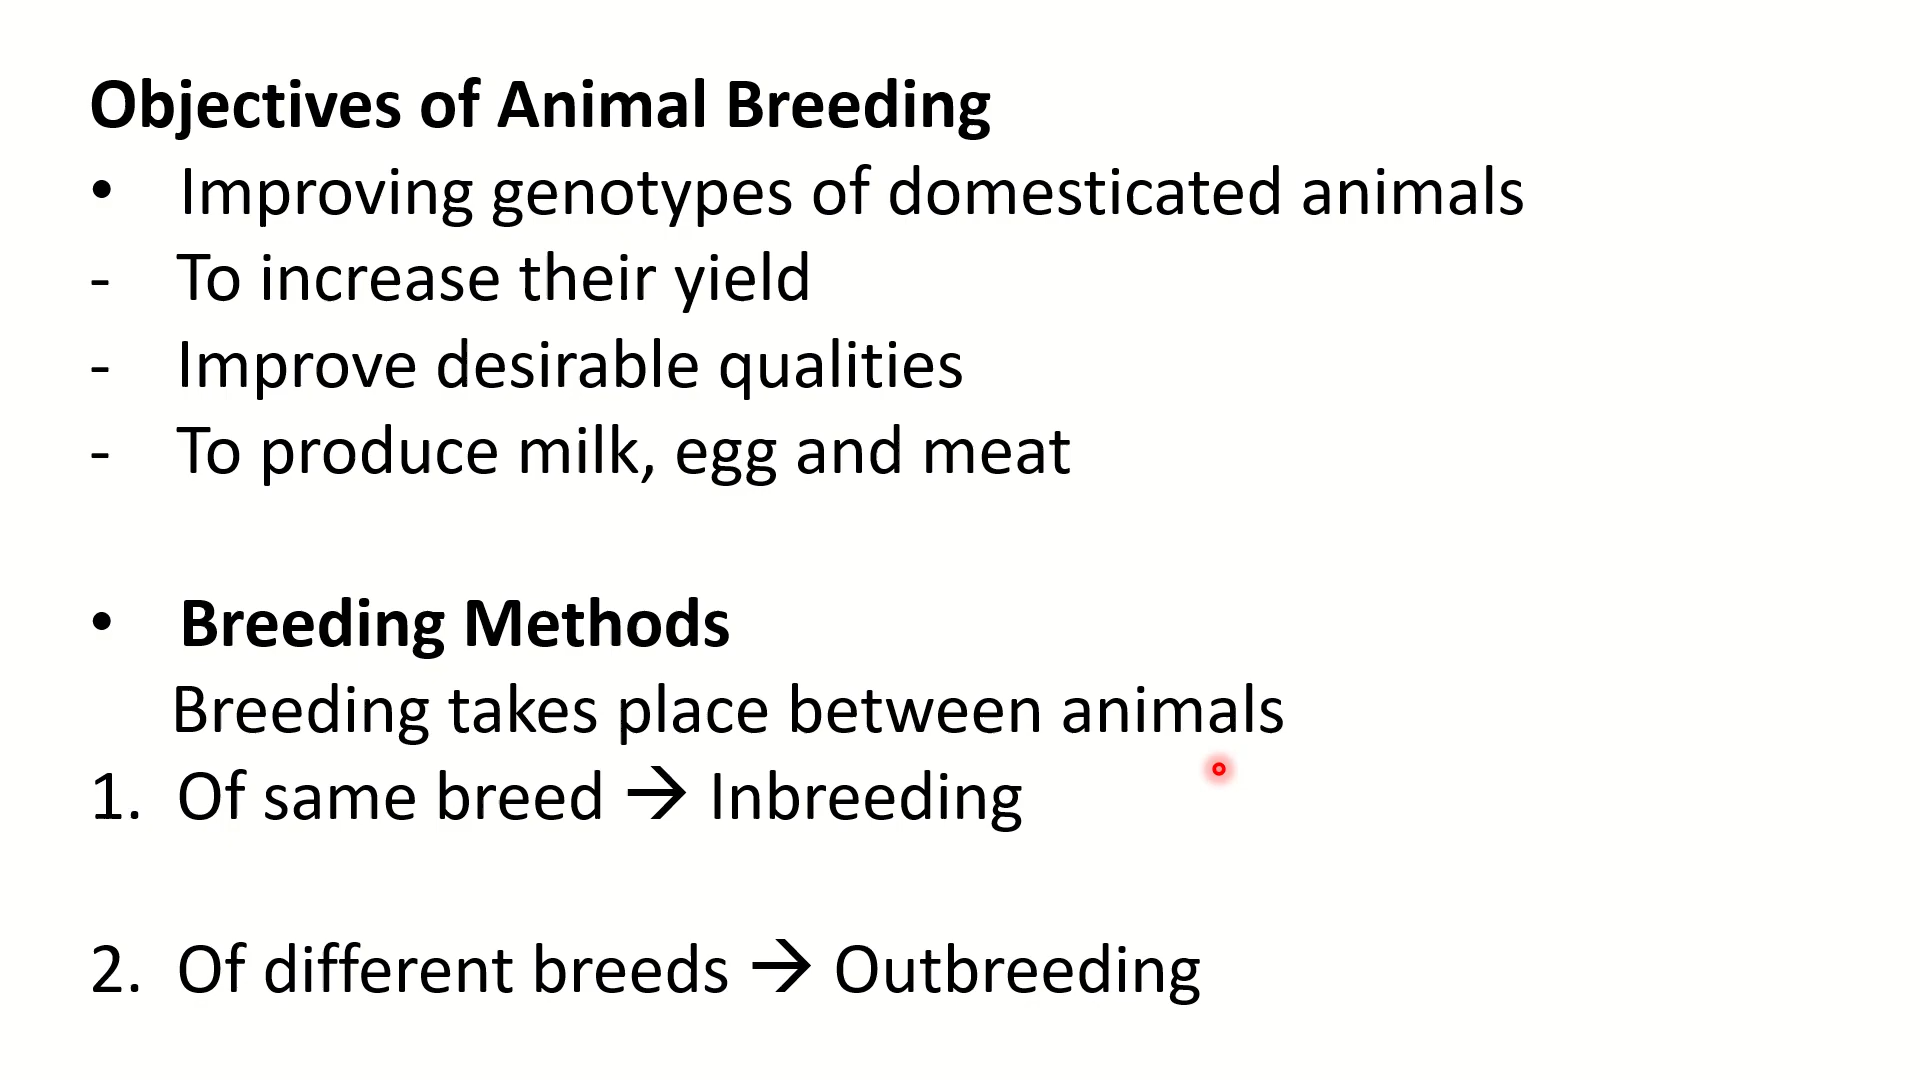 Objectives of Animal Breeding
• Improving genotypes of domesticated animals
- To increase their yield
- Improve desirable qualities
- To produce milk, egg and meat
• Breeding Methods
Breeding takes place between animals
1. Of same breed → Inbreeding
2. Of different breeds → Outbreeding